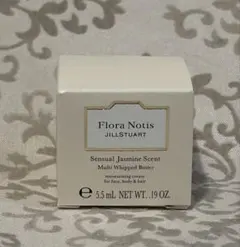 Flora Notis
JILLSTUART
Sensual Jasmine Scent
Multi Whipped Butter
moisturizing cream
for face, body & hair
℮ 5.5 mL NET WT. .19 OZ.